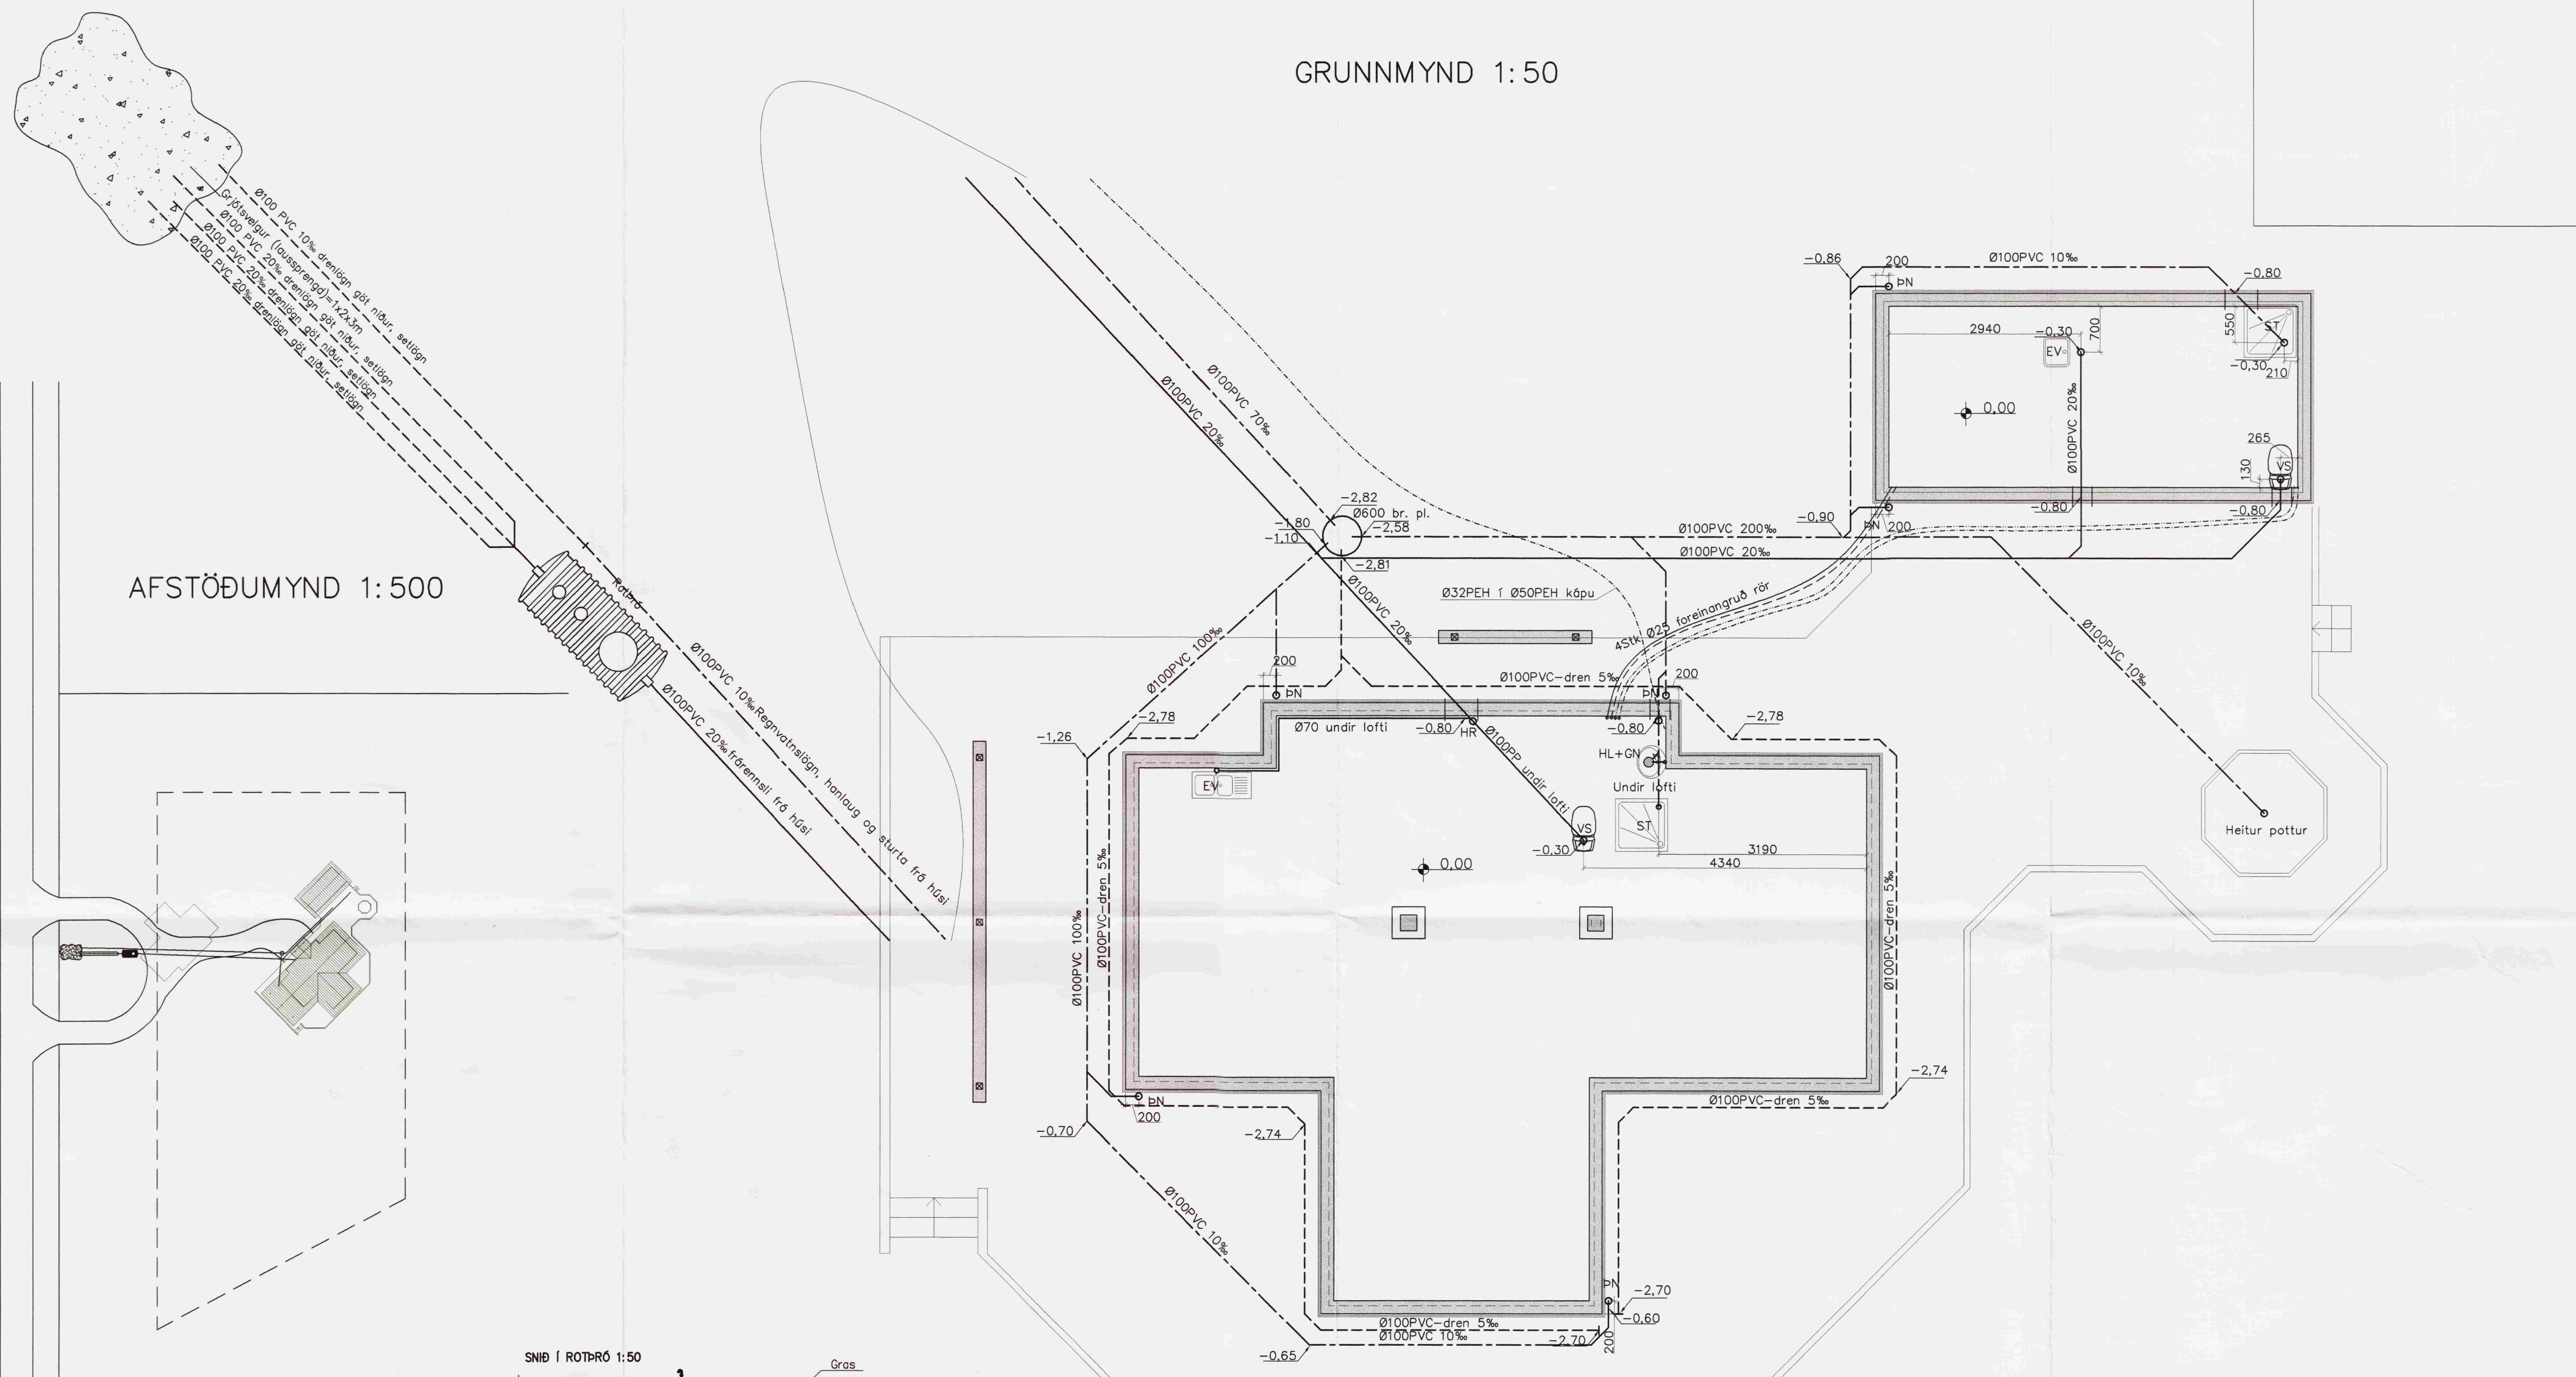 GRUNNMYND 1:50
Ø100 PVC 10‰ drenlögn göt niður, setlögn
Grjótsvelgur (laussprengd)=1x2x3m
Ø100 PVC 20‰ drenlögn göt niður, setlögn
Ø100 PVC 20‰ drenlögn göt niður, setlögn
Ø100 PVC 20‰ drenlögn göt niður, setlögn
AFSTÖÐUMYND 1:500
Rotþró
Ø100PVC 10‰ Regnvatnslögn, hanlaug og sturta frá húsi
Ø100PVC 20‰ frárennsli frá húsi
Ø100PVC 70‰
Ø100PVC 20‰
-0,86
200
ÞN
Ø100PVC 10‰
-0,80
2940
-0,30
700
550
ST
EV
-0,30
210
0,00
Ø100PVC 20‰
265
130
VS
-0,80
-0,80
-0,90
ÞN
200
-2,82
Ø600 br. pl.
-1,80
-2,58
-1,10
-2,81
Ø100PVC 200‰
Ø100PVC 20‰
Ø100PVC 20‰
Ø32PEH í Ø50PEH kápu
4Stk Ø25 foreinangruð rör
Ø100PVC 10‰
Heitur pottur
Ø100PVC 100‰
200
ÞN
Ø100PVC-dren 5‰
ÞN
200
-2,78
-2,78
-1,26
Ø70 undir lofti
-0,80
HR
-0,80
Ø100PP undir lofti
HL+GN
Undir lofti
EV
VS
ST
-0,30
3190
4340
0,00
Ø100PVC 100‰
Ø100PVC-dren 5‰
Ø100PVC-dren 5‰
-2,74
ÞN
200
-0,70
-2,74
Ø100PVC-dren 5‰
Ø100PVC 10‰
ÞN
-2,70
-0,60
Ø100PVC-dren 5‰
Ø100PVC 10‰
-2,70
200
-0,65
SNIÐ Í ROTÞRÓ 1:50
Gras